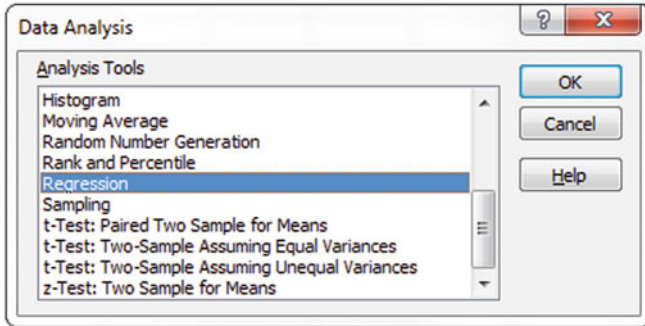 Data Analysis
?
X
Analysis Tools
Histogram
Moving Average
Random Number Generation
Rank and Percentile
Regression
Sampling
t-Test: Paired Two Sample for Means
t-Test: Two-Sample Assuming Equal Variances
t-Test: Two-Sample Assuming Unequal Variances
z-Test: Two Sample for Means
OK
Cancel
Help